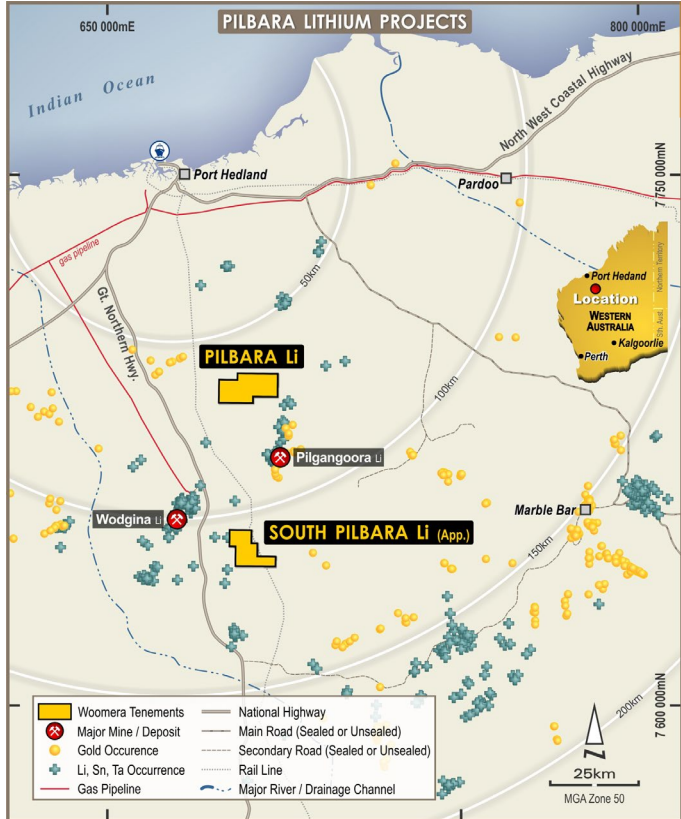 PILBARA LITHIUM PROJECTS
650 000mE
800 000mE
Indian Ocean
North West Coastal Highway
Port Hedland
Pardoo
7 750 000mN
gas pipeline
50km
Gt. Northern Hwy.
Port Hedand
Location
WESTERN
AUSTRALIA
Kalgoorlie
Perth
Northern Territory
Sth. Aust.
PILBARA Li
100km
Pilgangoora Li
Wodgina Li
Marble Bar
SOUTH PILBARA Li (App.)
150km
200km
7 600 000mN
Woomera Tenements
Major Mine / Deposit
Gold Occurence
Li, Sn, Ta Occurrence
Gas Pipeline
National Highway
Main Road (Sealed or Unsealed)
Secondary Road (Sealed or Unsealed)
Rail Line
Major River / Drainage Channel
N
25km
MGA Zone 50